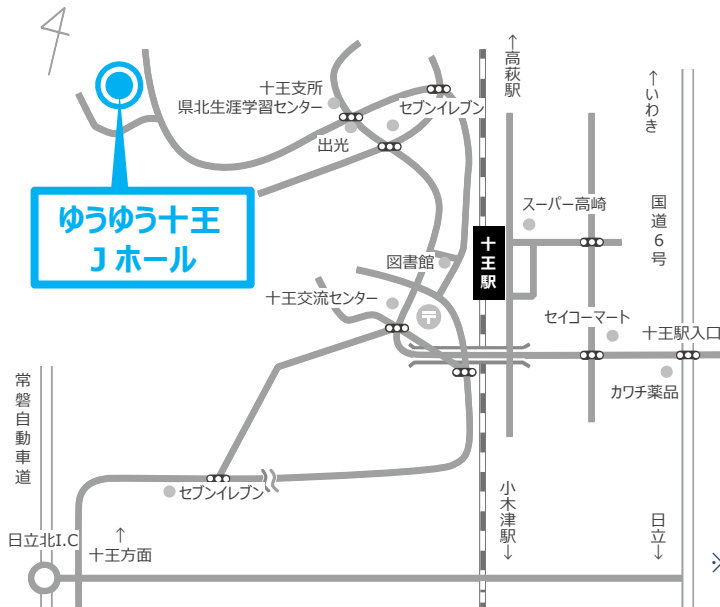 ↑高萩駅
↑いわき
十王支所
県北生涯学習センター
セブンイレブン
出光
ゆうゆう十王
Jホール
スーパー高崎
国道6号
十王駅
図書館
十王交流センター
〒
セイコーマート
十王駅入口
カワチ薬品
常磐自動車道
セブンイレブン
小木津駅↓
日立↓
日立北I.C
↑
十王方面
※